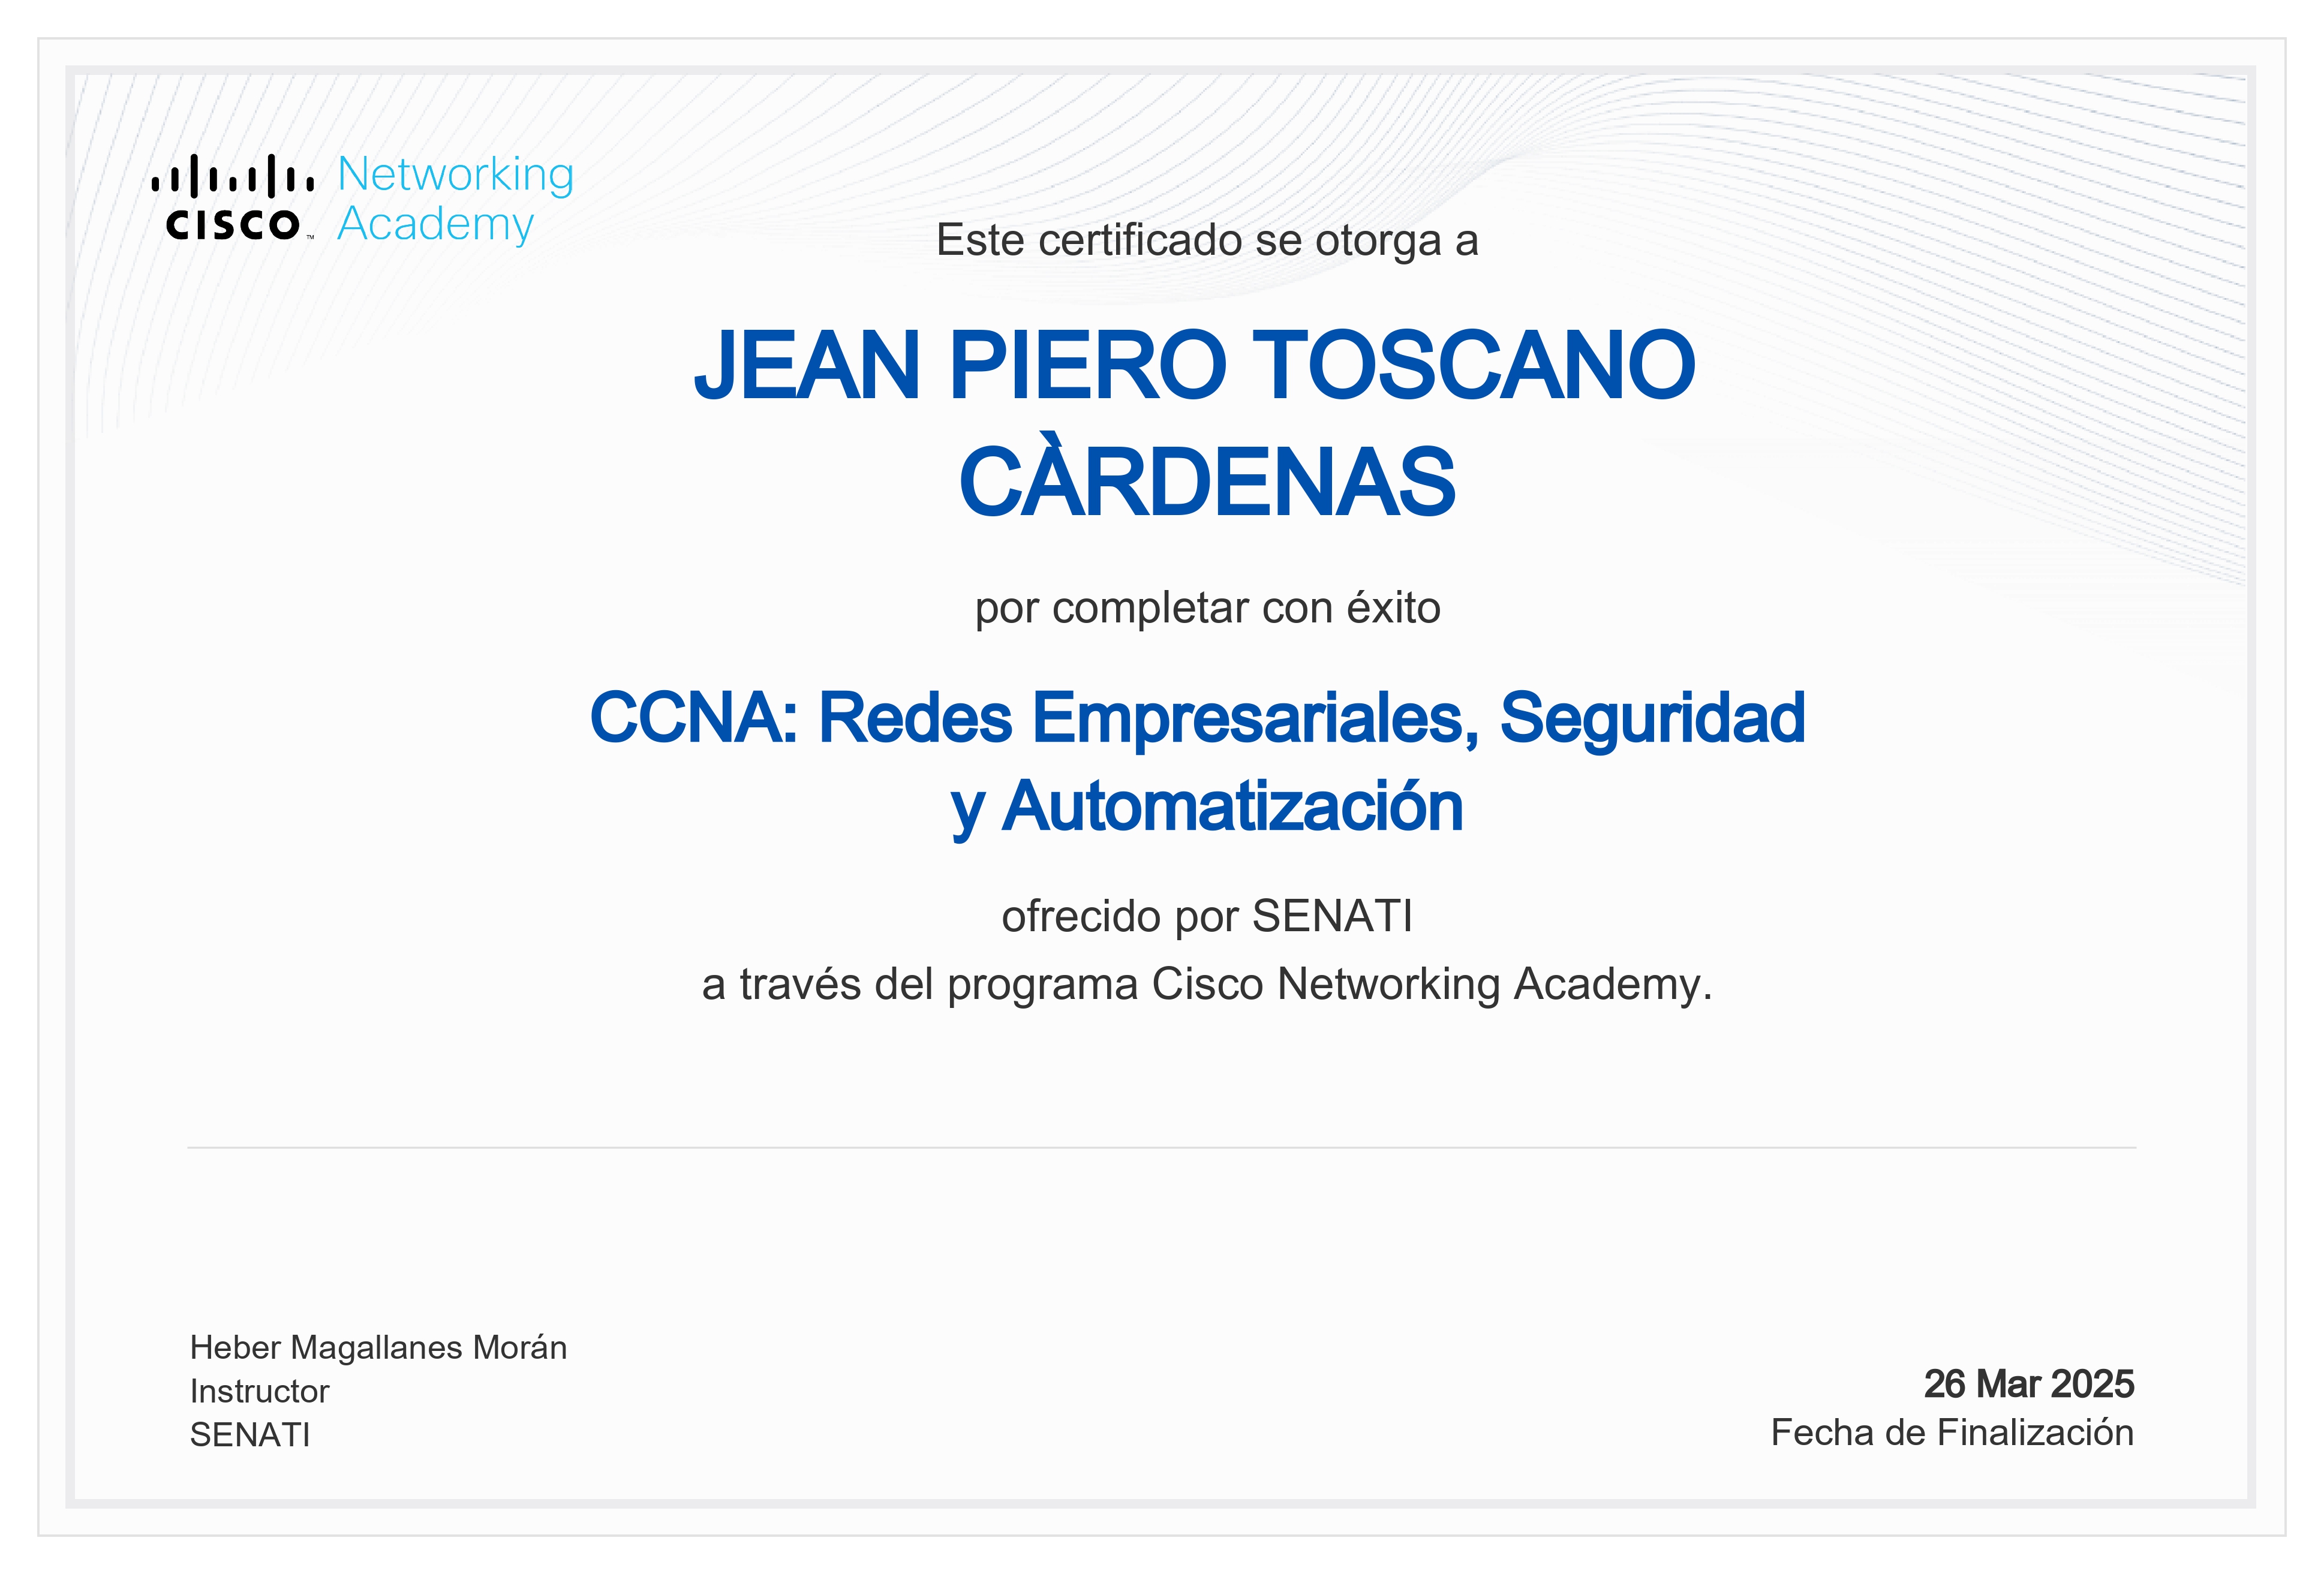 CISCO™ Networking Academy
Este certificado se otorga a
JEAN PIERO TOSCANO
CÀRDENAS
por completar con éxito
CCNA: Redes Empresariales, Seguridad
y Automatización
ofrecido por SENATI
a través del programa Cisco Networking Academy.
Heber Magallanes Morán
Instructor
SENATI
26 Mar 2025
Fecha de Finalización